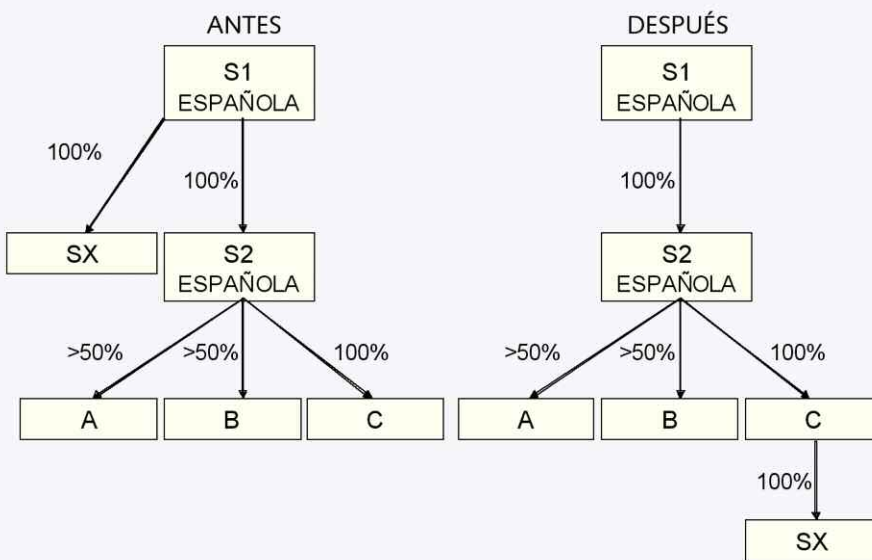 ANTES
S1
ESPAÑOLA
100%
100%
SX
S2
ESPAÑOLA
>50%
>50%
100%
A
B
C
DESPUÉS
S1
ESPAÑOLA
100%
S2
ESPAÑOLA
>50%
>50%
100%
A
B
C
100%
SX